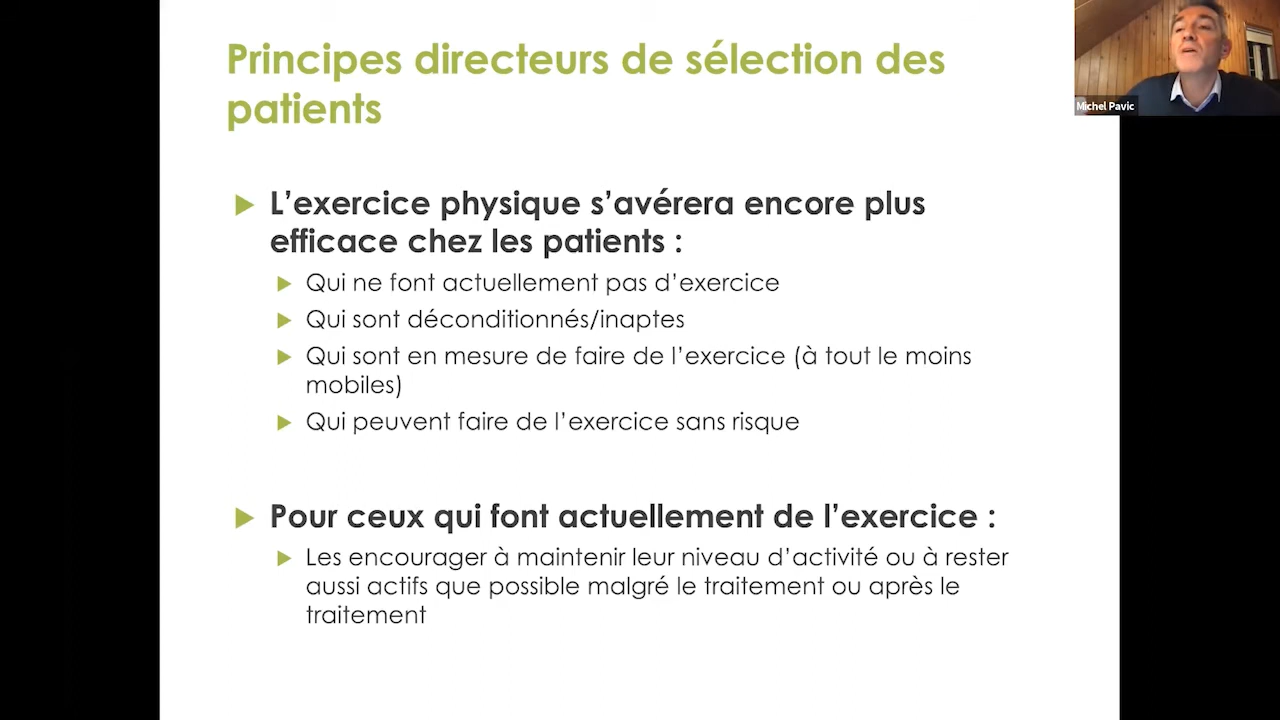 Principes directeurs de sélection des
patients
L’exercice physique s’avérera encore plus
efficace chez les patients :
Qui ne font actuellement pas d’exercice
Qui sont déconditionnés/inaptes
Qui sont en mesure de faire de l’exercice (à tout le moins
mobiles)
Qui peuvent faire de l’exercice sans risque
Pour ceux qui font actuellement de l’exercice :
Les encourager à maintenir leur niveau d’activité ou à rester
aussi actifs que possible malgré le traitement ou après le
traitement
Michel Pavic